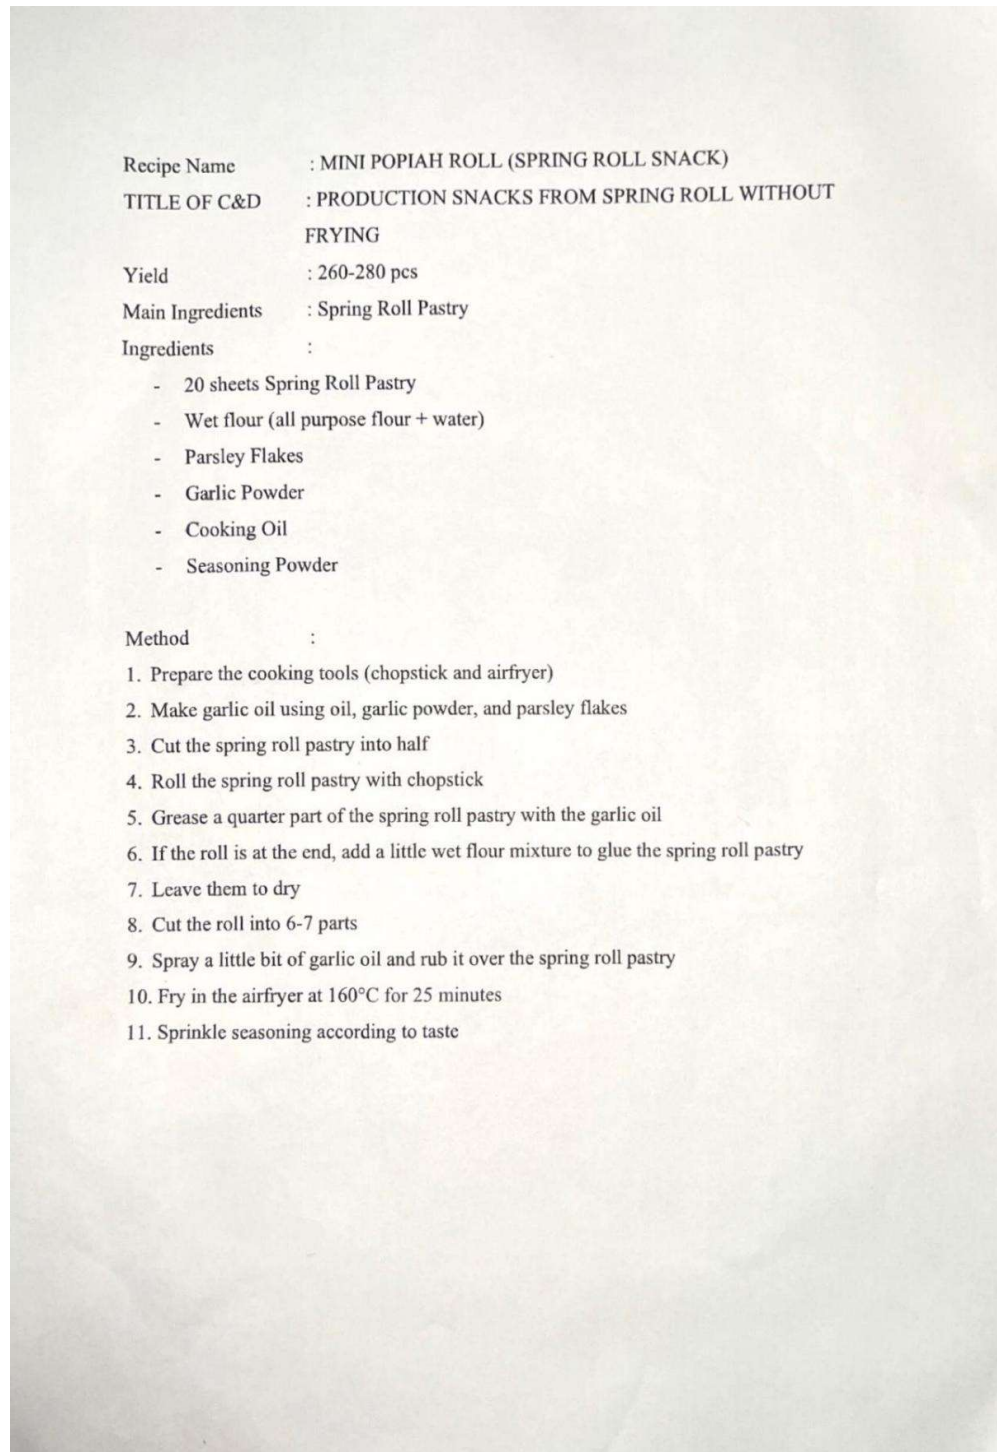 Recipe Name : MINI POPIAH ROLL (SPRING ROLL SNACK)
TITLE OF C&D : PRODUCTION SNACKS FROM SPRING ROLL WITHOUT
FRYING
Yield : 260-280 pcs
Main Ingredients : Spring Roll Pastry
Ingredients :
- 20 sheets Spring Roll Pastry
- Wet flour (all purpose flour + water)
- Parsley Flakes
- Garlic Powder
- Cooking Oil
- Seasoning Powder
Method :
1. Prepare the cooking tools (chopstick and airfryer)
2. Make garlic oil using oil, garlic powder, and parsley flakes
3. Cut the spring roll pastry into half
4. Roll the spring roll pastry with chopstick
5. Grease a quarter part of the spring roll pastry with the garlic oil
6. If the roll is at the end, add a little wet flour mixture to glue the spring roll pastry
7. Leave them to dry
8. Cut the roll into 6-7 parts
9. Spray a little bit of garlic oil and rub it over the spring roll pastry
10. Fry in the airfryer at 160°C for 25 minutes
11. Sprinkle seasoning according to taste